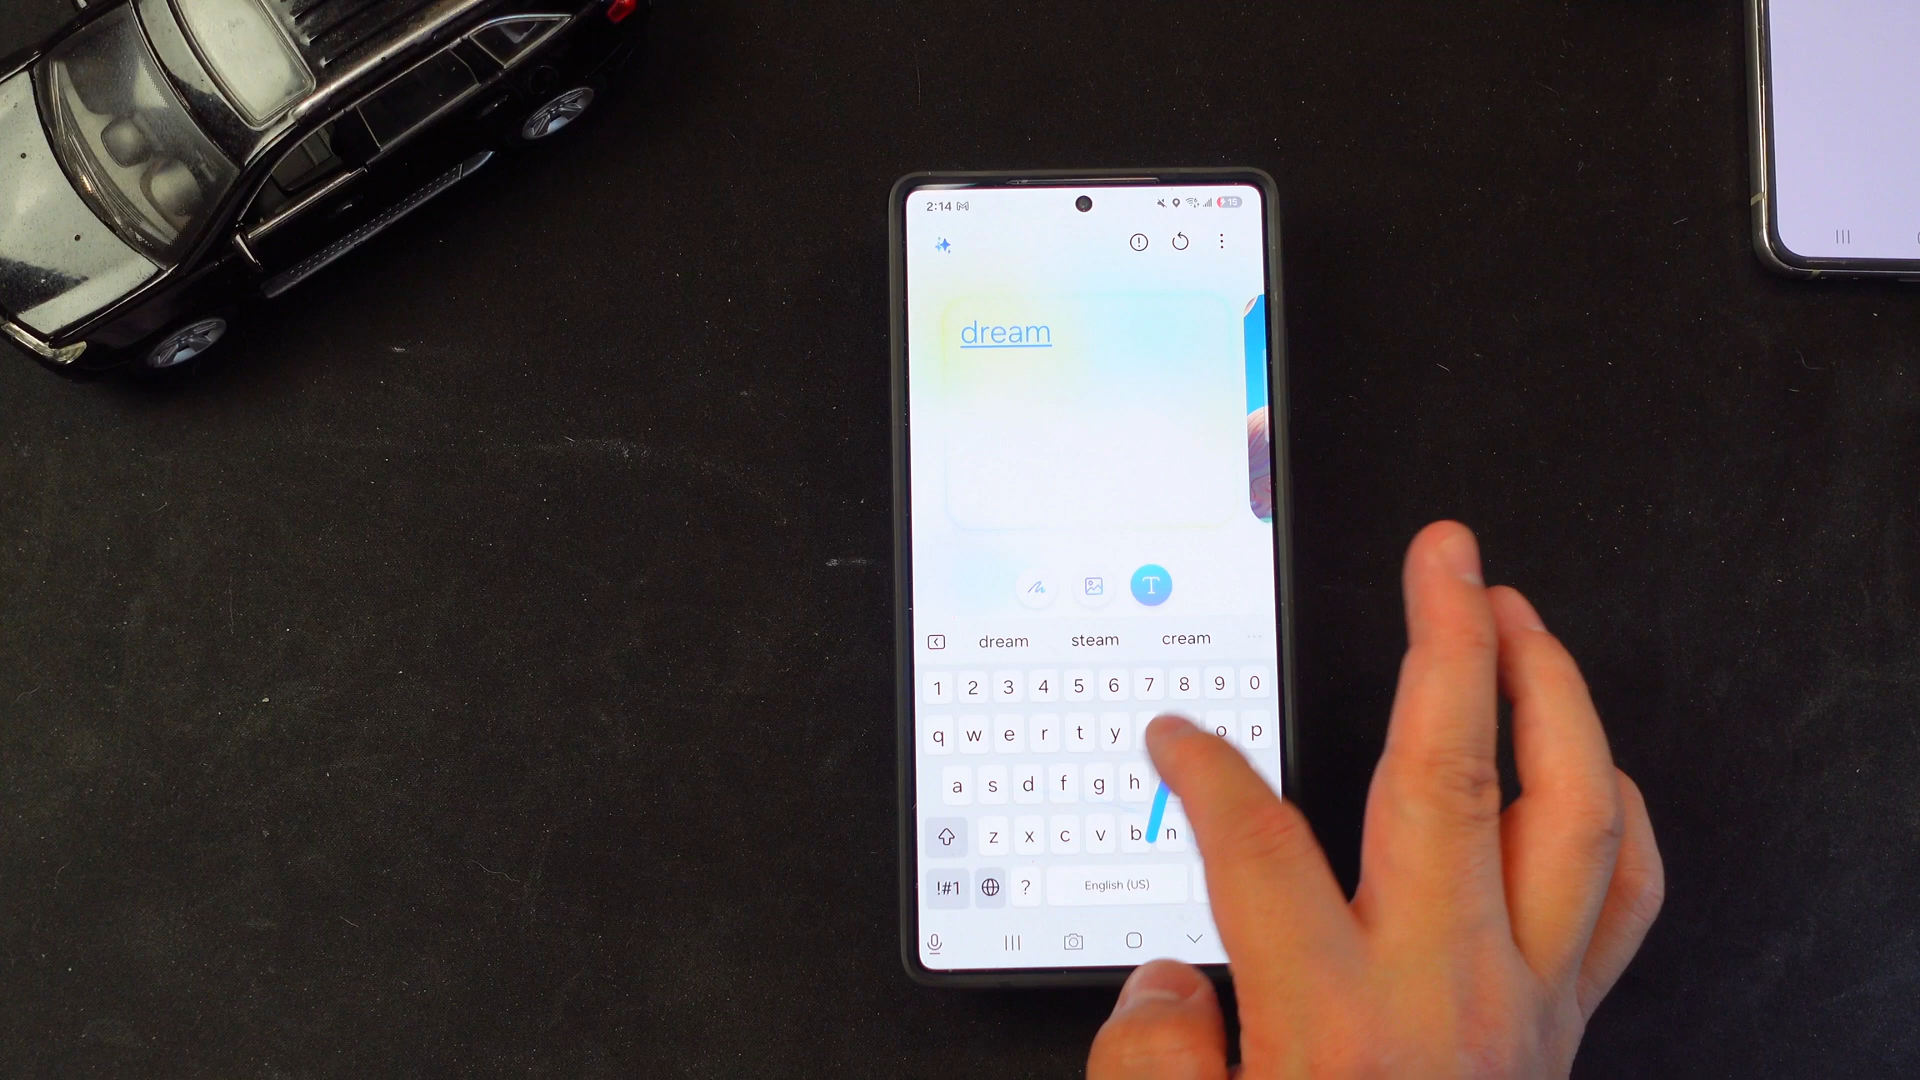 2:14
15
dream
T
dream steam cream
1 2 3 4 5 6 7 8 9 0
q w e r t y o p
a s d f g h
z x c v b n
!#1 ? English (US)